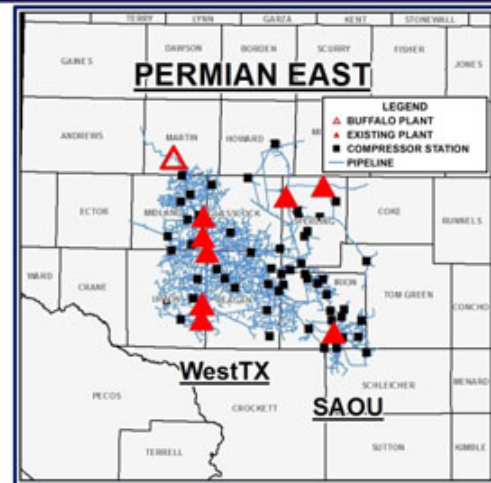 TERRY LYNN GARZA KENT STONEWALL
DAWSON BORDEN SCURRY FISHER
GAINES JONES
PERMIAN EAST
LEGEND
BUFFALO PLANT
EXISTING PLANT
COMPRESSOR STATION
PIPELINE
ANDREWS MARTIN HOWARD
ECTOR COKE RUNNELS
WARD CRANE IRION TOM GREEN CONCHO
WestTX
PECOS CROCKETT SCHLEICHER MENARD
SAOU
TERRELL SUTTON KIMBLE